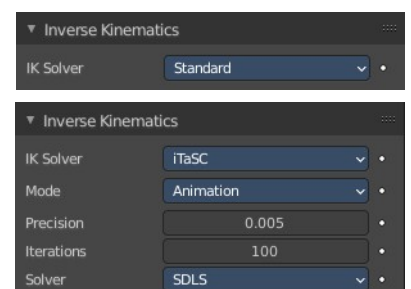 Inverse Kinematics
IK Solver Standard
Inverse Kinematics
IK Solver iTaSC
Mode Animation
Precision 0.005
Iterations 100
Solver SDLS